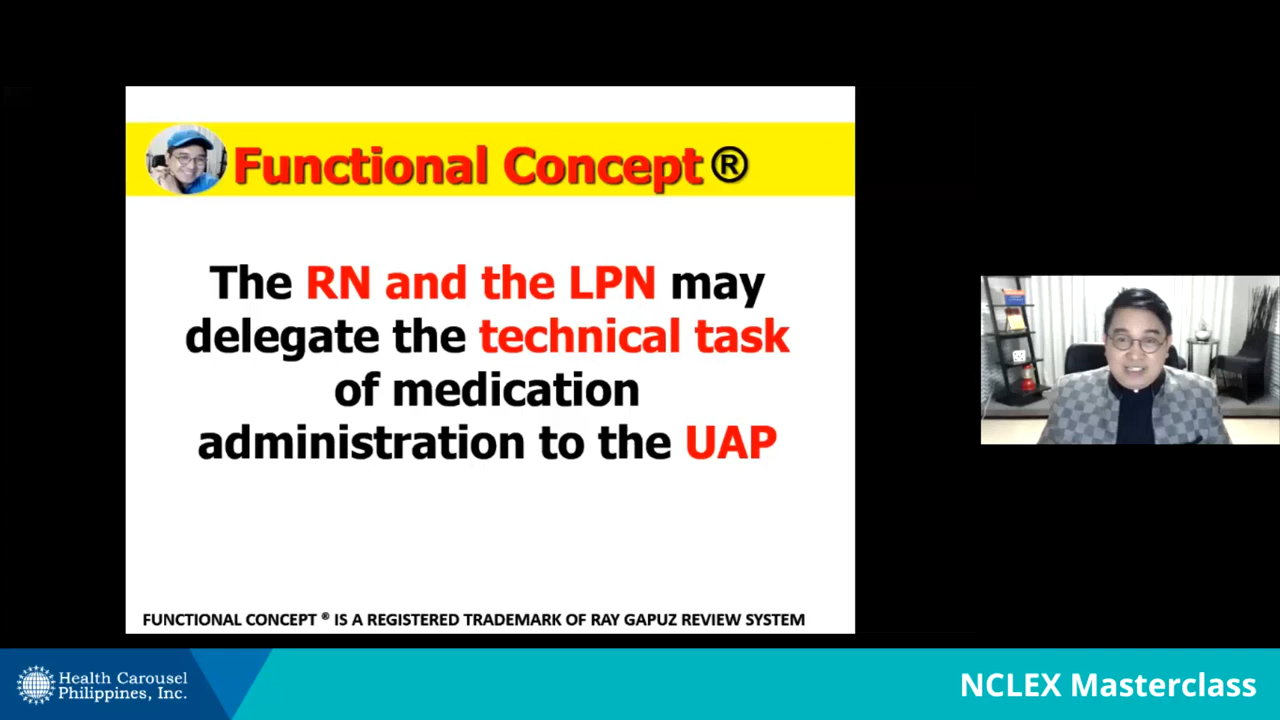 Functional Concept®
The RN and the LPN may
delegate the technical task
of medication
administration to the UAP
FUNCTIONAL CONCEPT ® IS A REGISTERED TRADEMARK OF RAY GAPUZ REVIEW SYSTEM
Health Carousel
Philippines, Inc.
NCLEX Masterclass